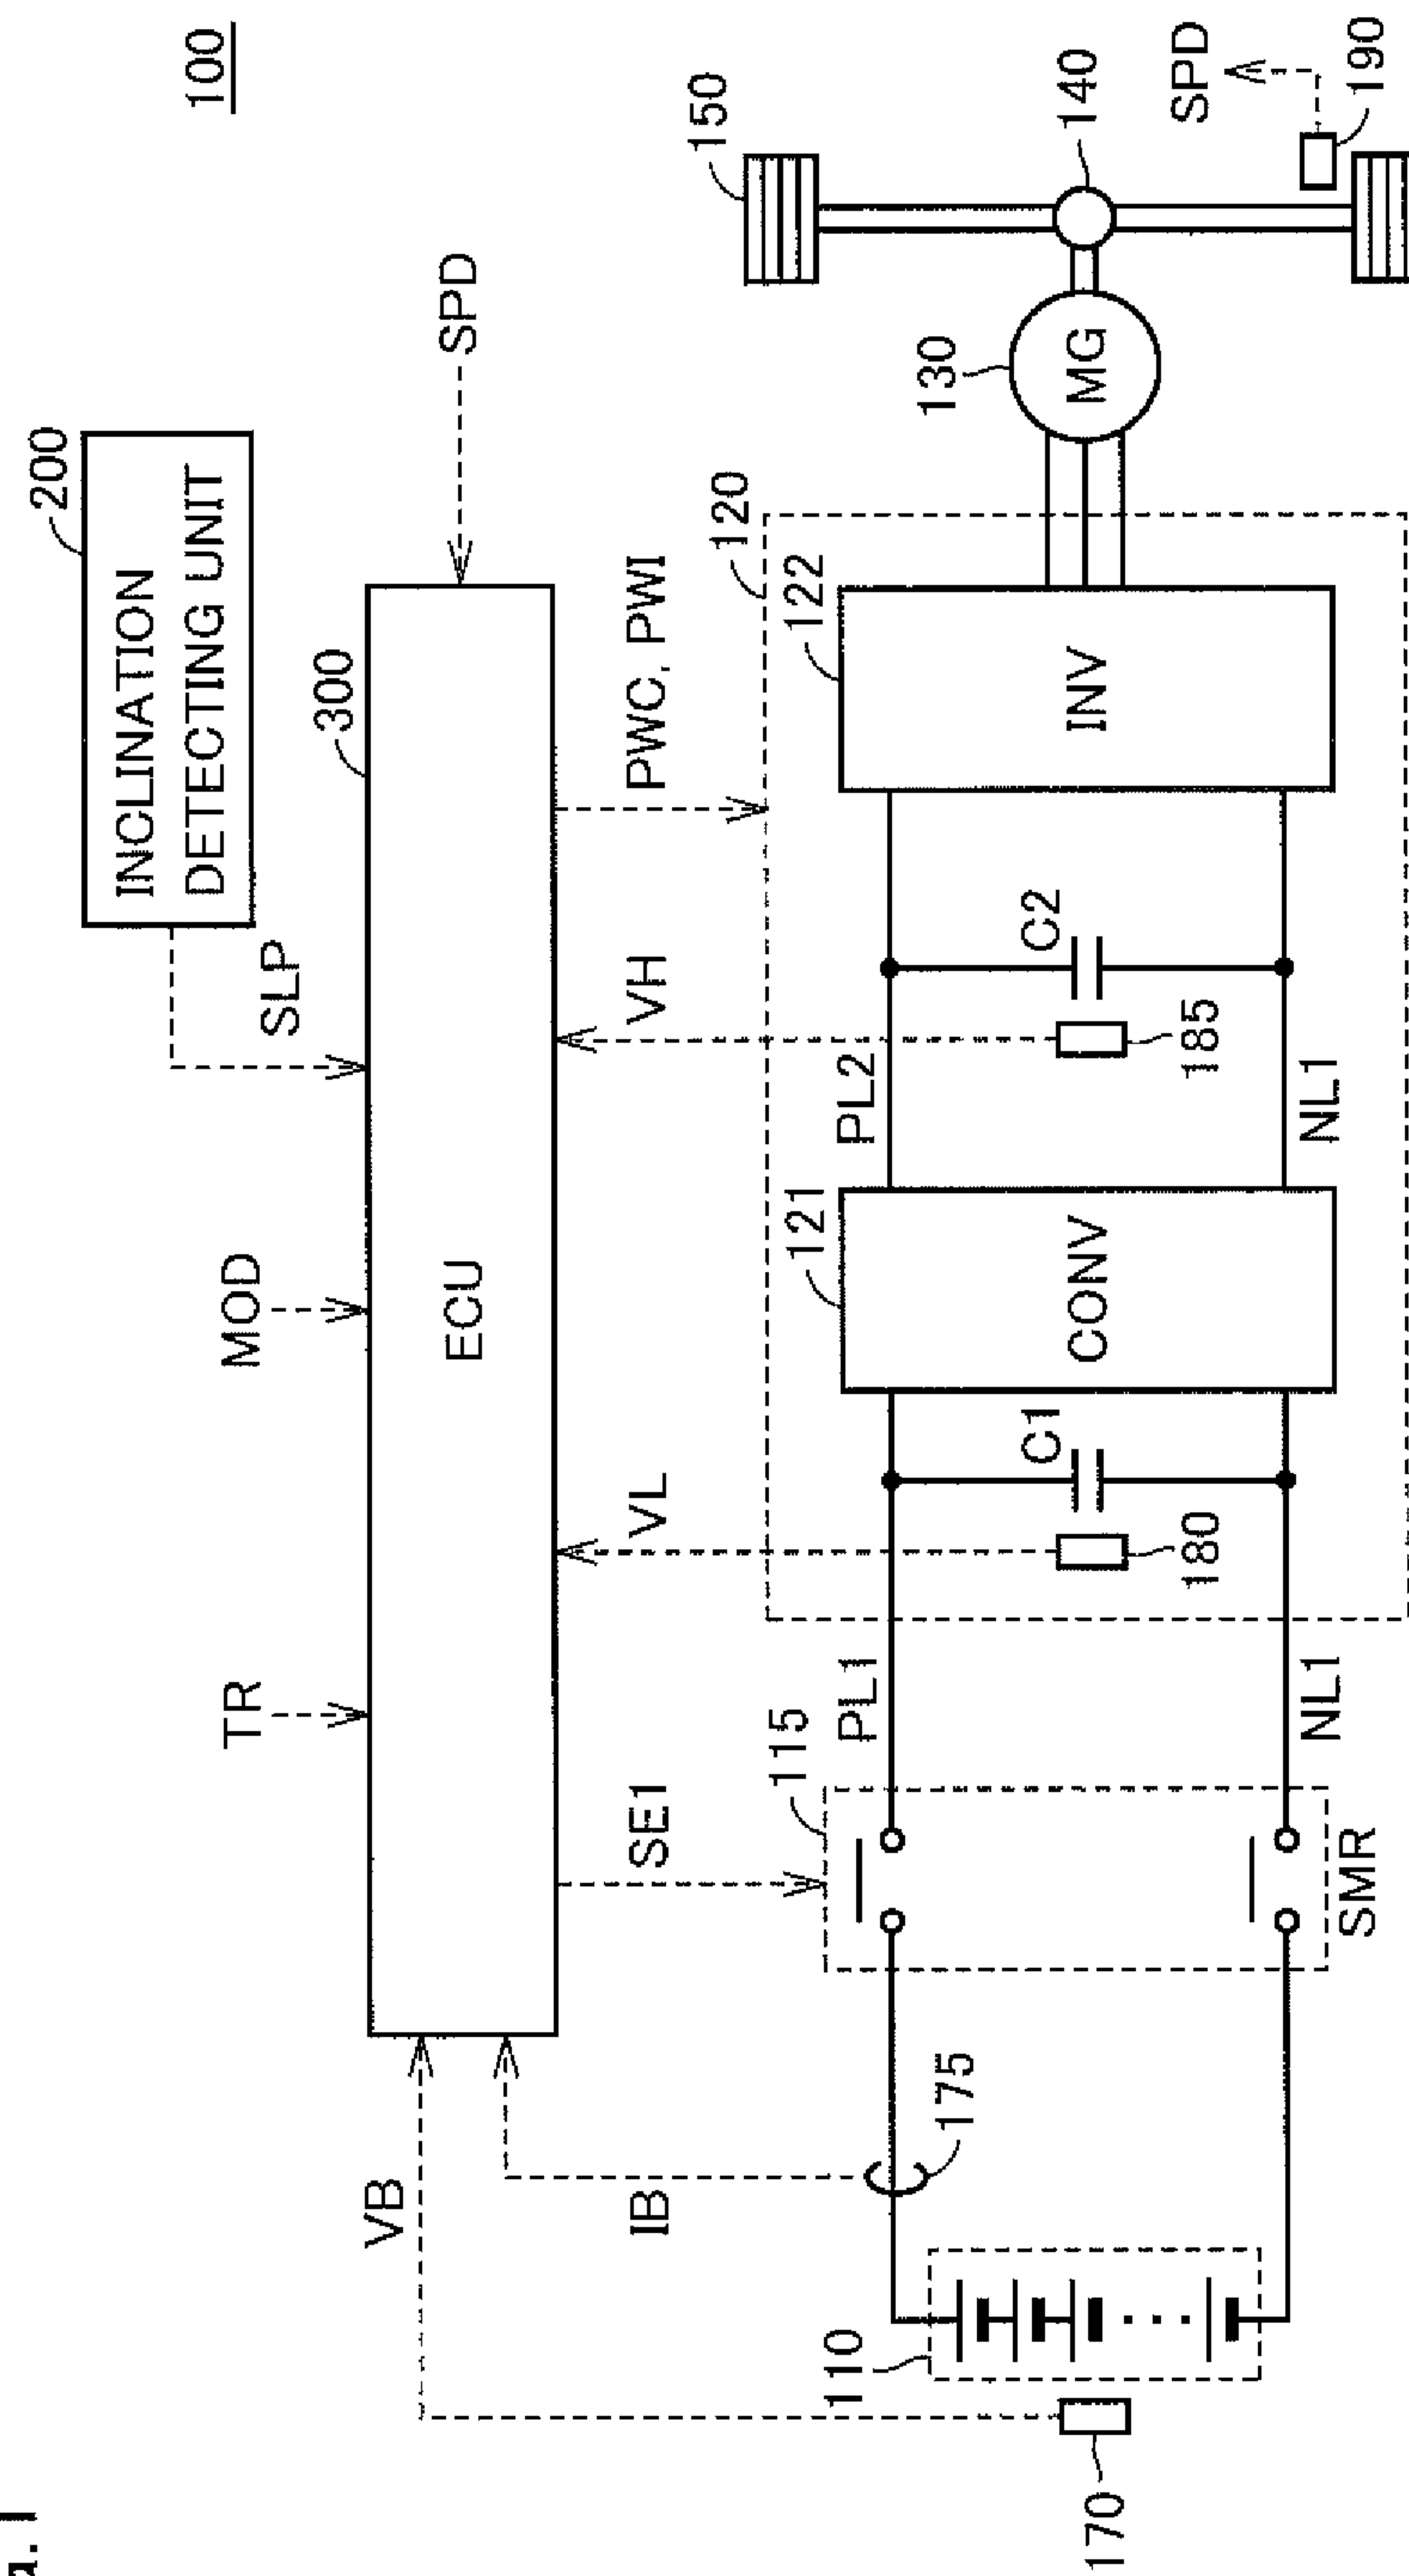 100
200
INCLINATION
DETECTING UNIT
SLP
MOD
TR
300
ECU
SPD
VB
IB
SE1
VL
VH
PWC, PWI
120
150
115
PL1
121
PL2
122
110
175
C1
CONV
C2
INV
130
MG
140
SPD
170
180
185
190
SMR
NL1
NL1